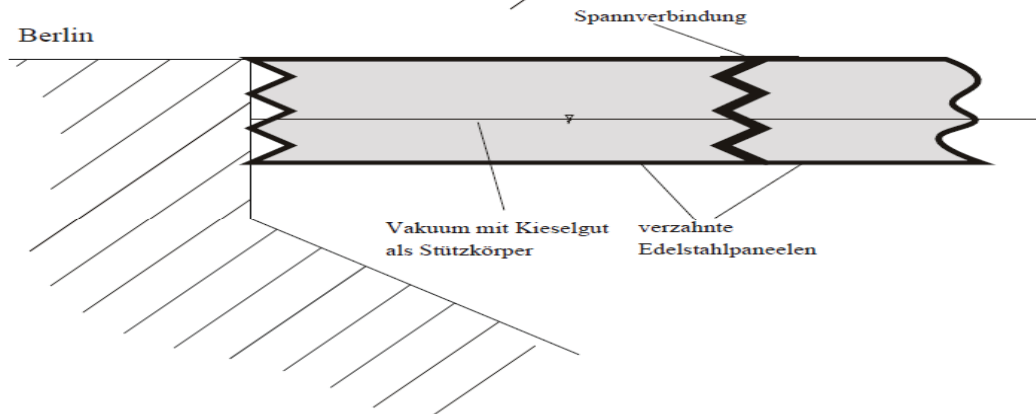 Spannverbindung
Berlin
Vakuum mit Kieselgut
als Stützkörper
verzahnte
Edelstahlpaneelen